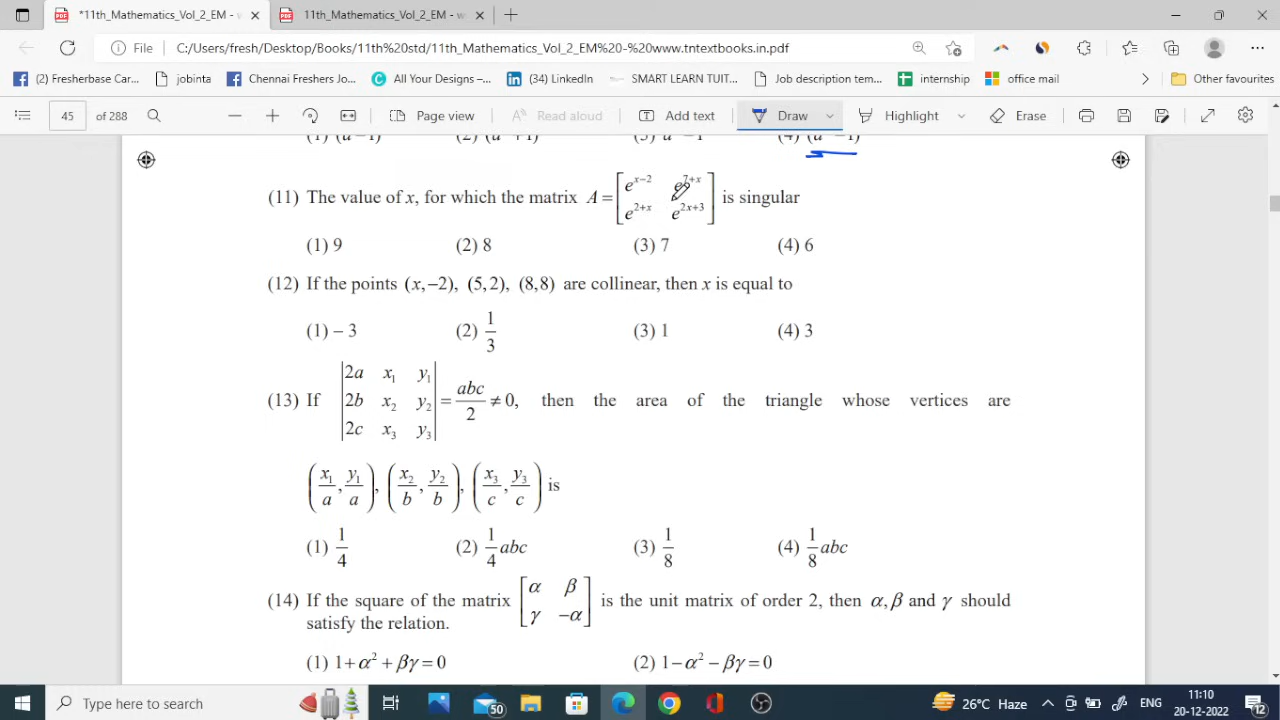 *11th_Mathematics_Vol_2_EM - w
11th_Mathematics_Vol_2_EM - w
File C:/Users/fresh/Desktop/Books/11th%20std/11th_Mathematics_Vol_2_EM%20-%20www.tntextbooks.in.pdf
(2) Fresherbase Car... jobinta Chennai Freshers Jo... All Your Designs –... (34) LinkedIn SMART LEARN TUIT... Job description tem... internship office mail Other favourites
45 of 288 Page view Read aloud Add text Draw Highlight Erase
(11) The value of x, for which the matrix A = [e^{x−2} e^{7+x}; e^{2+x} e^{2x+3}] is singular
(1) 9 (2) 8 (3) 7 (4) 6
(12) If the points (x,−2), (5,2), (8,8) are collinear, then x is equal to
(1) − 3 (2) 1/3 (3) 1 (4) 3
(13) If |2a x₁ y₁; 2b x₂ y₂; 2c x₃ y₃| = abc/2 ≠ 0, then the area of the triangle whose vertices are
(x₁/a, y₁/a), (x₂/b, y₂/b), (x₃/c, y₃/c) is
(1) 1/4 (2) 1/4 abc (3) 1/8 (4) 1/8 abc
(14) If the square of the matrix [α β; γ −α] is the unit matrix of order 2, then α, β and γ should
satisfy the relation.
(1) 1+α² + βγ = 0 (2) 1−α² − βγ = 0
Type here to search 50 26°C Haze ENG 11:10
20-12-2022 12